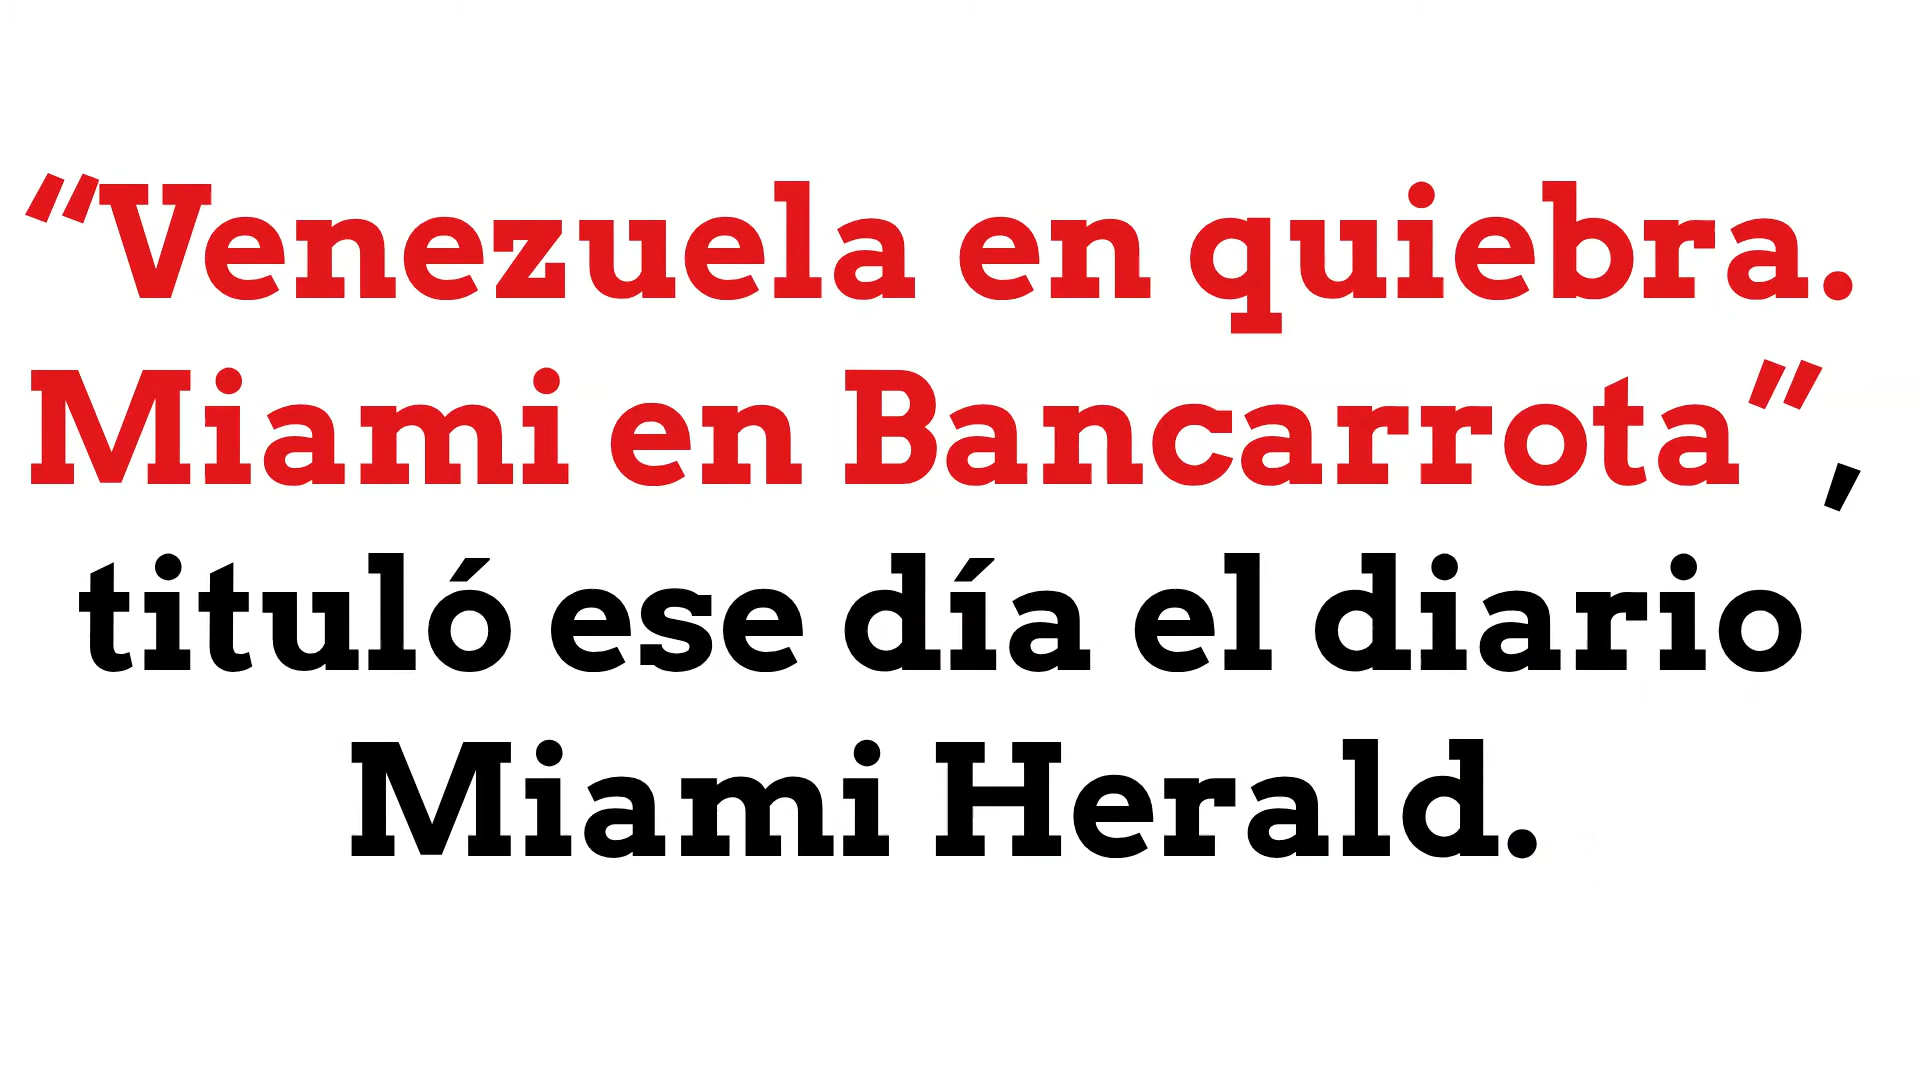 “Venezuela en quiebra.
Miami en Bancarrota”,
tituló ese día el diario
Miami Herald.